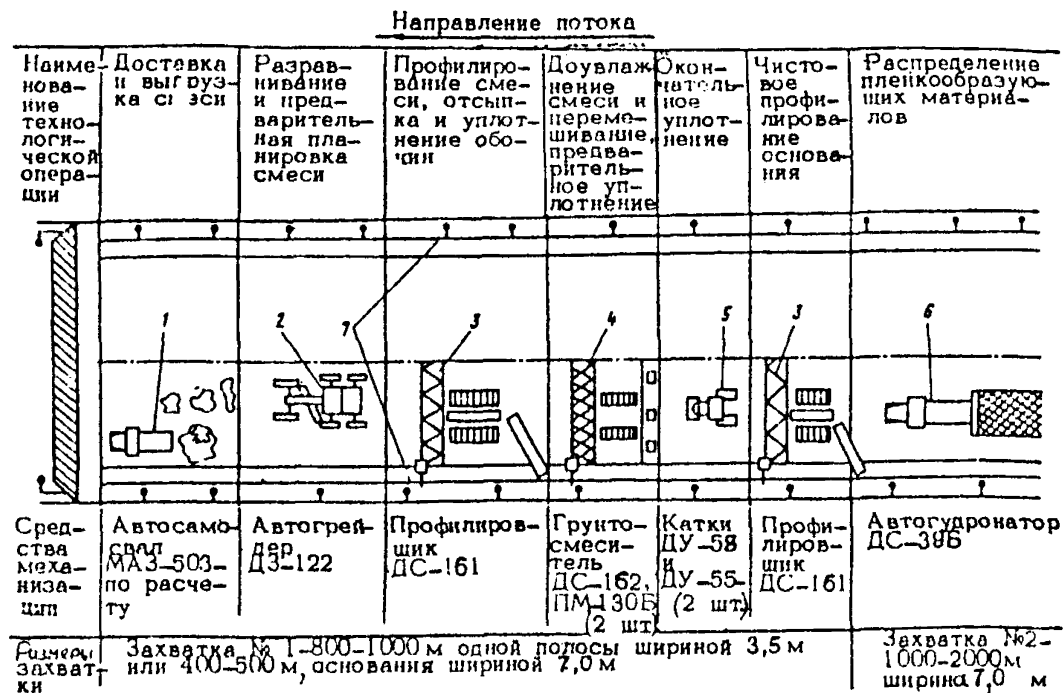 Направление потока
Наиме-
нова-
ние
техно-
логи-
ческой
опера-
ции
Доставка
и выгруз-
ка смеси
Разрав-
нивание
и пред-
варитель-
ная пла-
нировка
смеси
Профилиро-
вание сме-
си, отсып-
ка и уплот-
нение обо-
чин
Доувлаж-
нение
смеси и
переме-
шивание,
предва-
ритель-
ное уп-
лотнение
Окон-
чатель-
ное
уплот-
нение
Чисто-
вое
профи-
лирова-
ние
основа-
ния
Распределение
пленкообразую-
щих материа-
лов
1
2
7
3
4
5
3
6
Сред-
ства
механи-
низа-
ции
Автосамо-
свал
МАЗ-503-
по расче-
ту
Автогрей-
дер
ДЗ-122
Профилиров-
щик
ДС-161
Грунто-
смеси-
тель
ДС-162,
ПМ-130Б
(2 шт)
Катки
ДУ-58
и
ДУ-55-
(2 шт)
Профи-
лиров-
щик
ДС-161
Автогудронатор
ДС-39Б
Размеры
захват-
ки
Захватка № 1-800-1000 м одной полосы шириной 3,5 м
или 400-500 м, основания шириной 7,0 м
Захватка №2-
1000-2000м
ширина 7,0 м